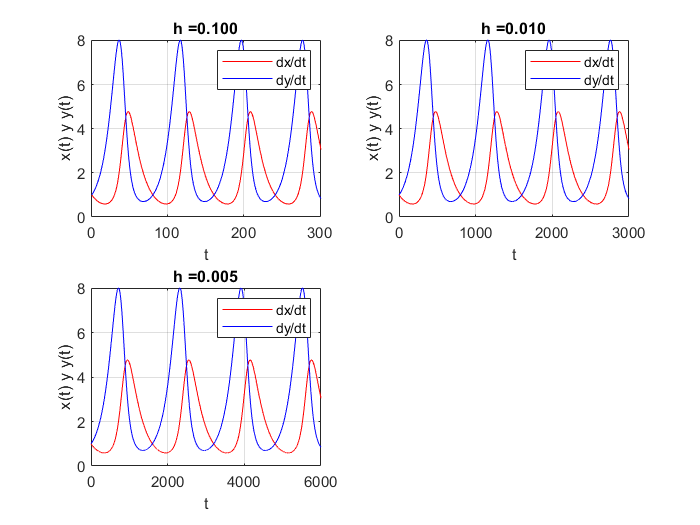 h =0.100
8
6
4
2
0
x(t) y y(t)
dx/dt
dy/dt
0 100 200 300
t
h =0.010
8
6
4
2
0
x(t) y y(t)
dx/dt
dy/dt
0 1000 2000 3000
t
h =0.005
8
6
4
2
0
x(t) y y(t)
dx/dt
dy/dt
0 2000 4000 6000
t